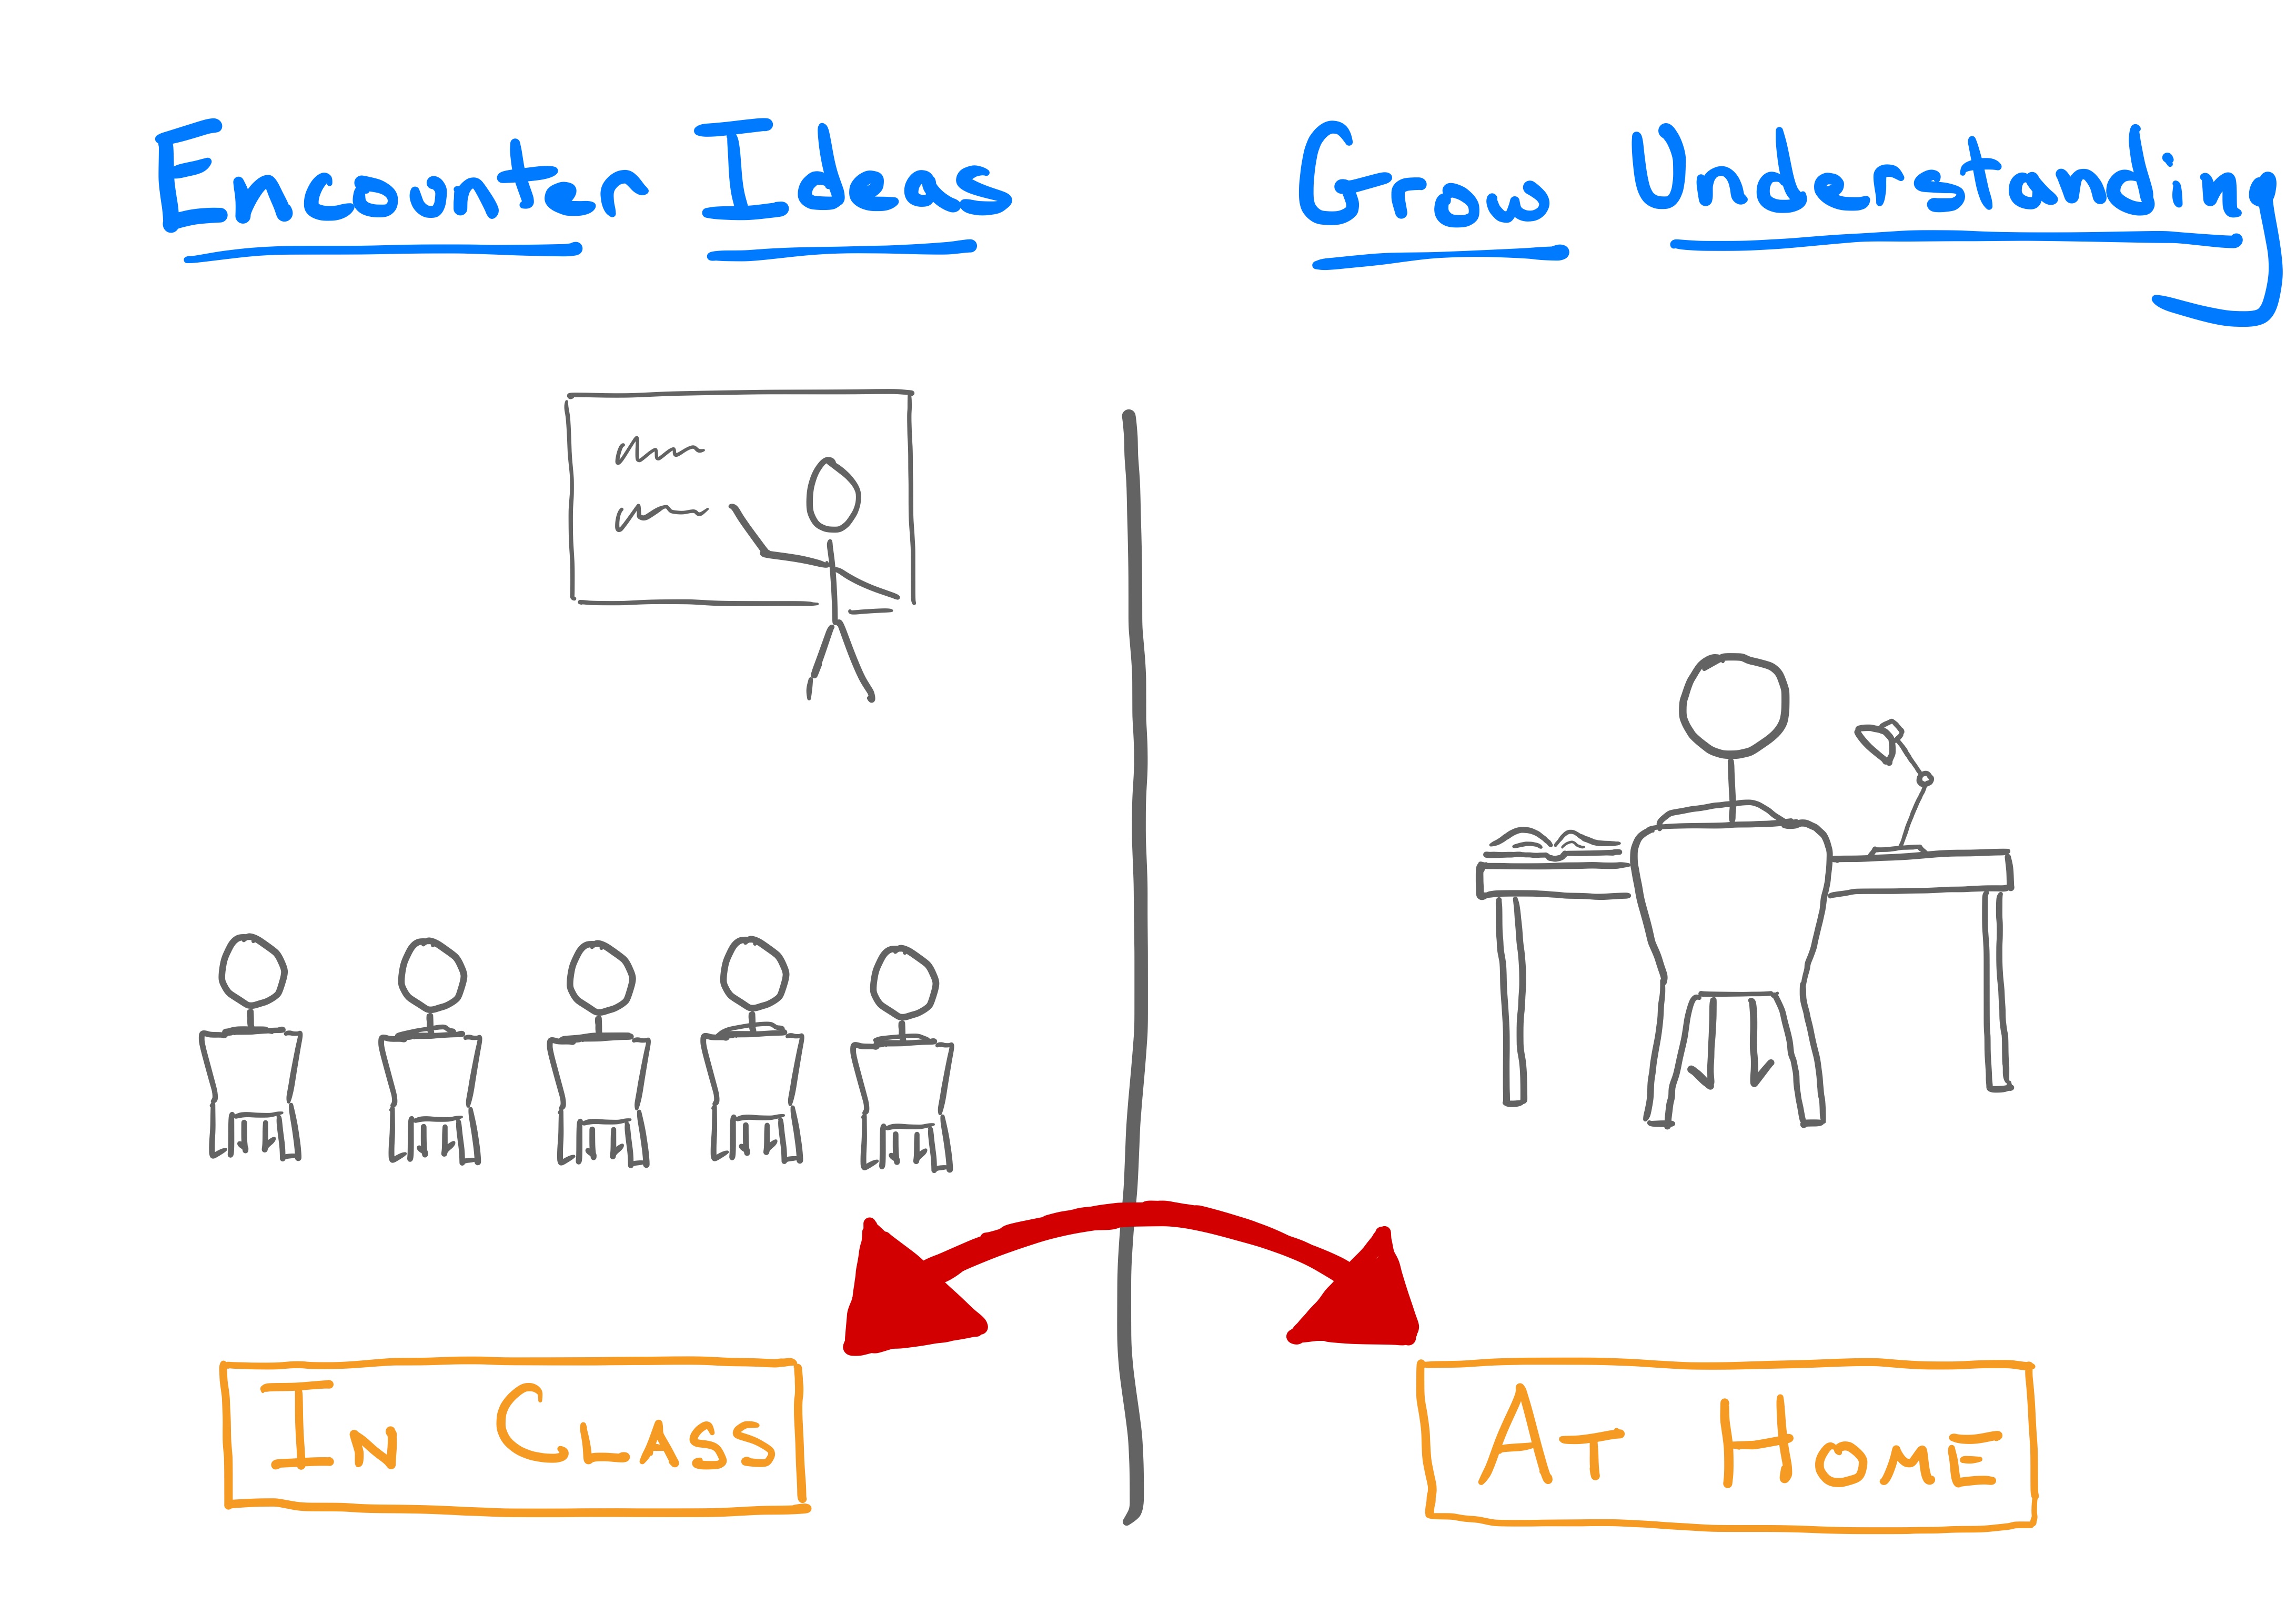 Encounter Ideas
Grow Understanding
In Class
At Home